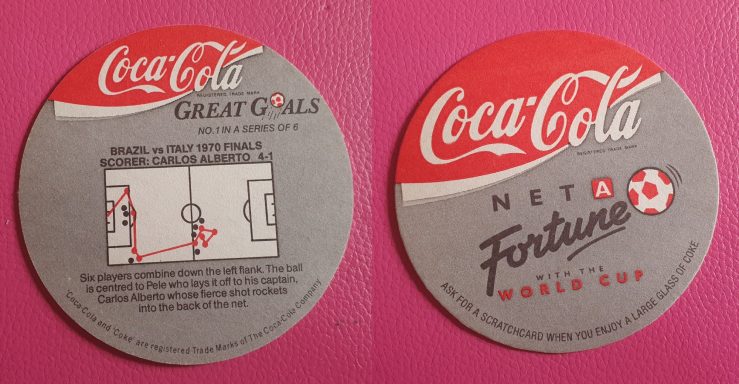 Coca-Cola
REGISTERED TRADE MARK
GREAT GOALS
NO.1 IN A SERIES OF 6
BRAZIL vs ITALY 1970 FINALS
SCORER: CARLOS ALBERTO 4-1
Six players combine down the left flank. The ball
is centred to Pele who lays it off to his captain,
Carlos Alberto whose fierce shot rockets
into the back of the net.
'Coca-Cola and 'Coke' are registered Trade Marks of The Coca-Cola Company
Coca-Cola
REGISTERED TRADE MARK
NET A
Fortune
WITH THE
WORLD CUP
ASK FOR A SCRATCHCARD WHEN YOU ENJOY A LARGE GLASS OF COKE